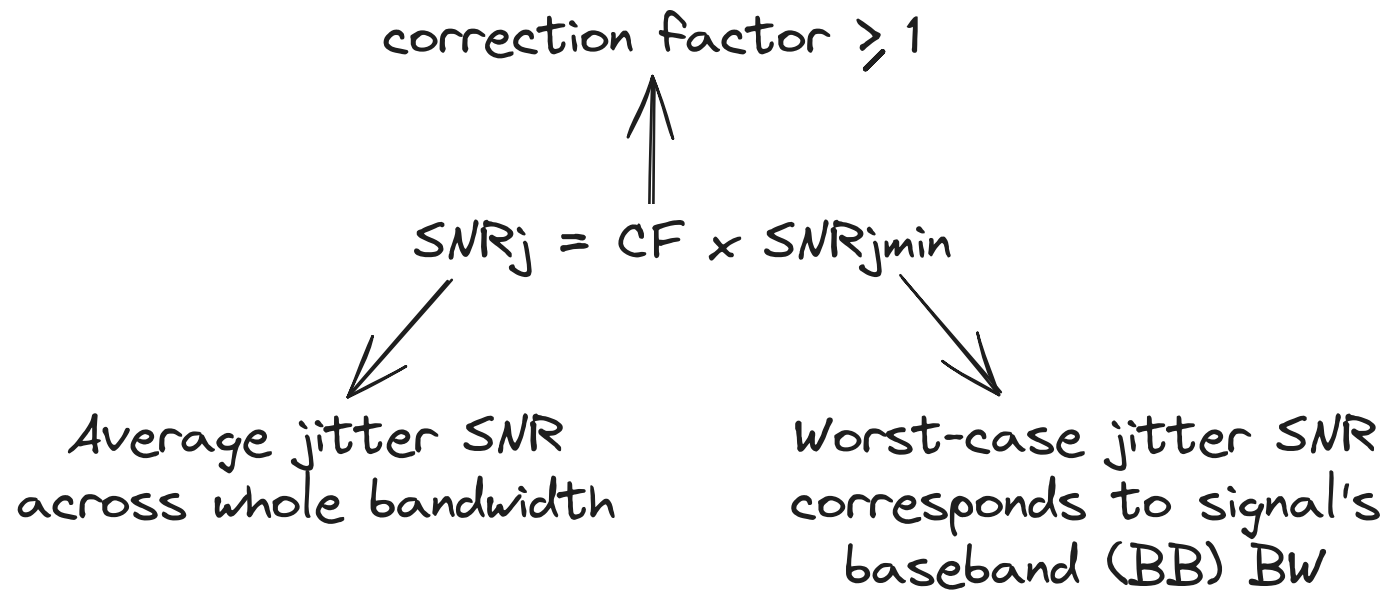 correction factor ⩾ 1
SNRj = CF x SNRjmin
Average jitter SNR
across whole bandwidth
Worst-case jitter SNR
corresponds to signal's
baseband (BB) BW